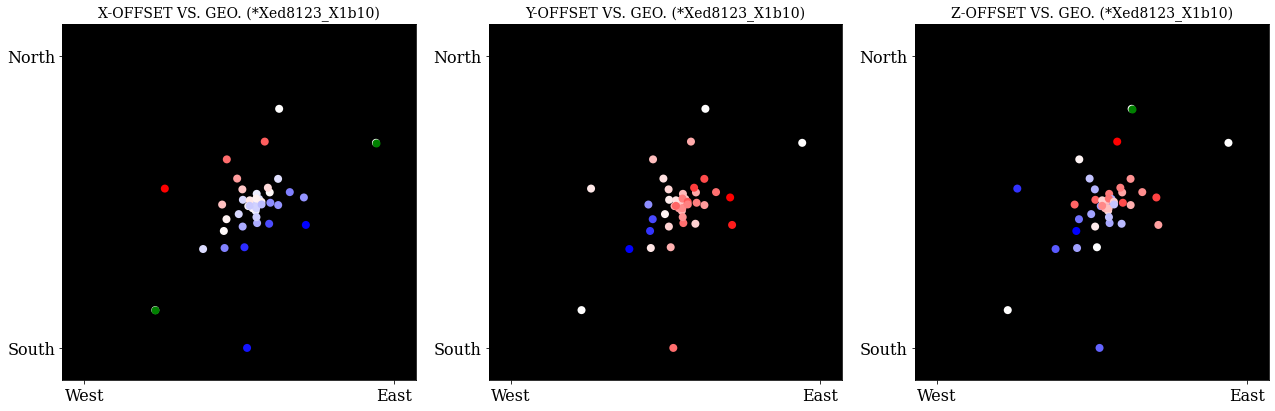 X-OFFSET VS. GEO. (*Xed8123_X1b10)
North
South
West East
Y-OFFSET VS. GEO. (*Xed8123_X1b10)
North
South
West East
Z-OFFSET VS. GEO. (*Xed8123_X1b10)
North
South
West East